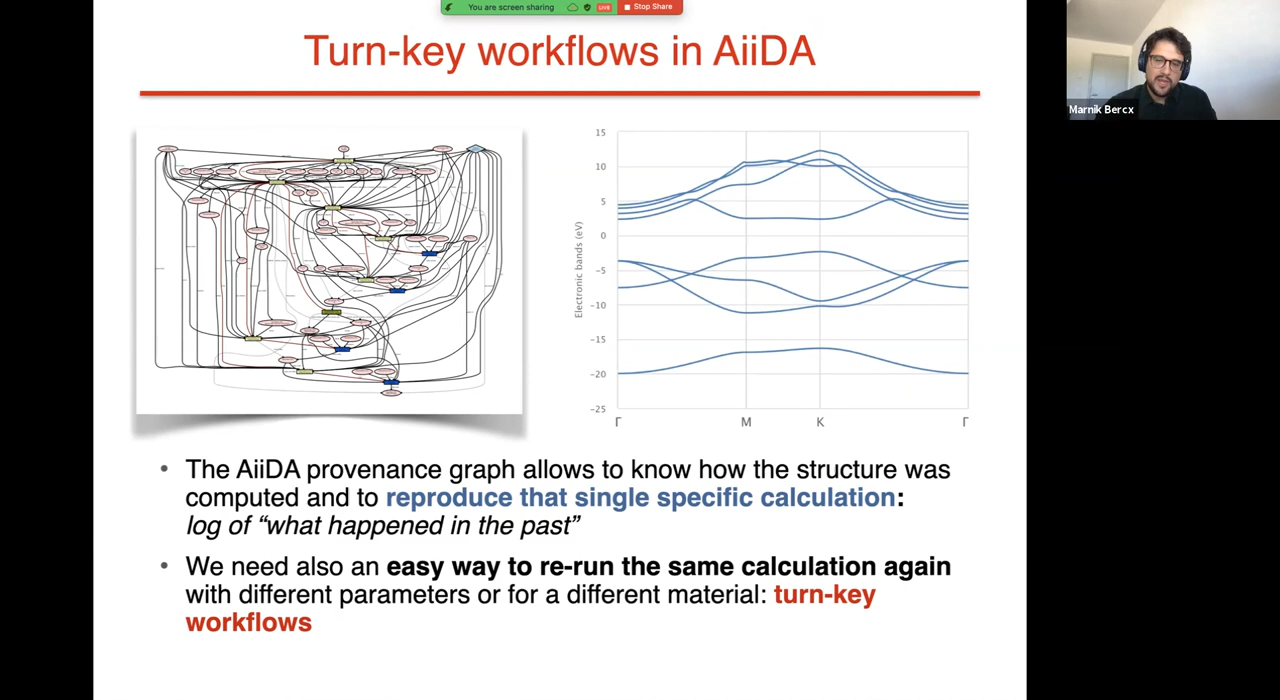 You are screen sharing LIVE Stop Share
Turn-key workflows in AiiDA
Marnik Bercx
15
10
5
0
−5
−10
−15
−20
−25
Electronic bands (eV)
Γ M K Γ
• The AiiDA provenance graph allows to know how the structure was
computed and to reproduce that single specific calculation:
log of “what happened in the past”
• We need also an easy way to re-run the same calculation again
with different parameters or for a different material: turn-key
workflows